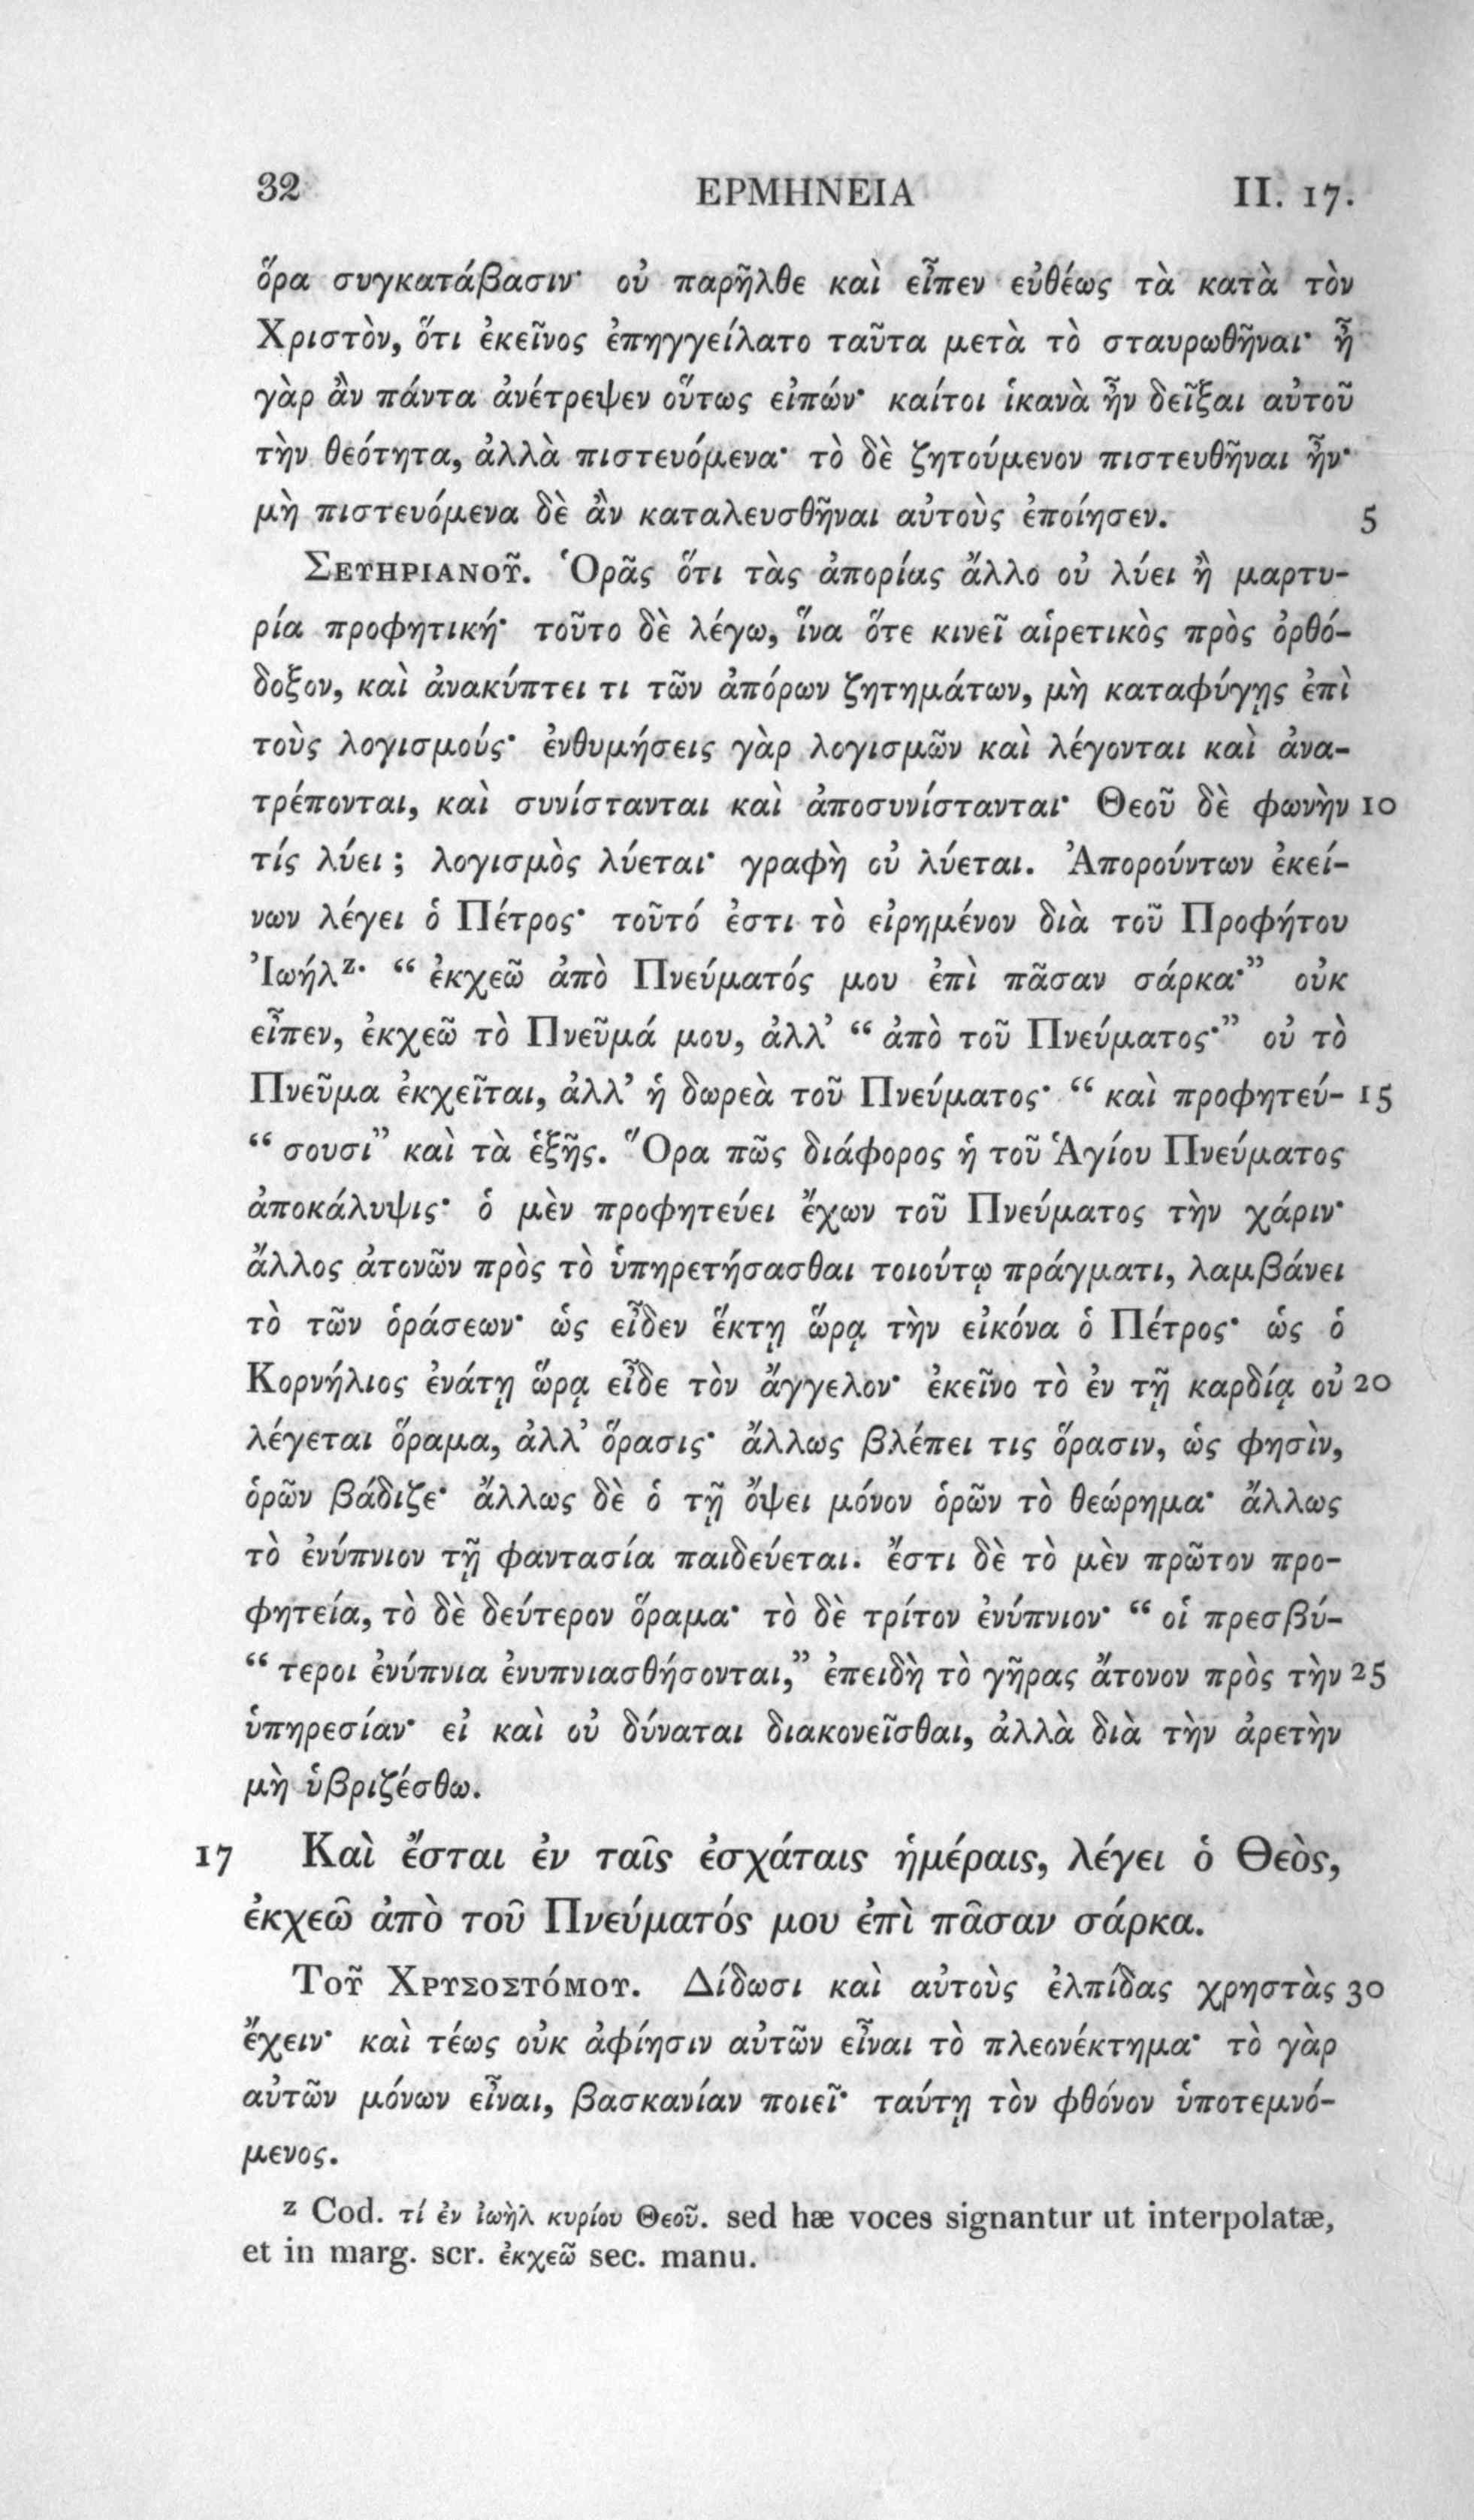 32 ΕΡΜΗΝΕΙΑ II. 17.
ὅρα συγκατάβασιν· οὐ παρῆλθε καὶ εἶπεν εὐθέως τὰ κατὰ τὸν
Χριστὸν, ὅτι ἐκεῖνος ἐπηγγείλατο ταῦτα μετὰ τὸ σταυρωθῆναι· ἦ
γὰρ ἂν πάντα ἀνέτρεψεν οὕτως εἰπών· καίτοι ἱκανὰ ἦν δεῖξαι αὐτοῦ
τὴν θεότητα, ἀλλὰ πιστευόμενα· τὸ δὲ ζητούμενον πιστευθῆναι ἦν·
μὴ πιστευόμενα δὲ ἂν καταλευσθῆναι αὐτοὺς ἐποίησεν. 5
ΣΕΥΗΡΙΑΝΟῦ. Ὁρᾷς ὅτι τὰς ἀπορίας ἄλλο οὐ λύει ἢ μαρτυ-
ρία προφητική· τοῦτο δὲ λέγω, ἵνα ὅτε κινεῖ αἱρετικὸς πρὸς ὀρθό-
δοξον, καὶ ἀνακύπτει τι τῶν ἀπόρων ζητημάτων, μὴ καταφύγῃς ἐπὶ
τοὺς λογισμούς· ἐνθυμήσεις γὰρ λογισμῶν καὶ λέγονται καὶ ἀνα-
τρέπονται, καὶ συνίστανται καὶ ἀποσυνίστανται· Θεοῦ δὲ φωνὴν 10
τίς λύει ; λογισμὸς λύεται· γραφὴ οὐ λύεται. Ἀπορούντων ἐκεί-
νων λέγει ὁ Πέτρος· τοῦτό ἐστι τὸ εἰρημένον διὰ τοῦ Προφήτου
Ἰωήλᶻ· “ ἐκχεῶ ἀπὸ Πνεύματός μου ἐπὶ πᾶσαν σάρκα·” οὐκ
εἶπεν, ἐκχεῶ τὸ Πνεῦμά μου, ἀλλ’ “ ἀπὸ τοῦ Πνεύματος·” οὐ τὸ
Πνεῦμα ἐκχεῖται, ἀλλ’ ἡ δωρεὰ τοῦ Πνεύματος· “ καὶ προφητεύ- 15
“ σουσι” καὶ τὰ ἑξῆς. Ὅρα πῶς διάφορος ἡ τοῦ Ἁγίου Πνεύματος
ἀποκάλυψις· ὁ μὲν προφητεύει ἔχων τοῦ Πνεύματος τὴν χάριν·
ἄλλος ἀτονῶν πρὸς τὸ ὑπηρετήσασθαι τοιούτῳ πράγματι, λαμβάνει
τὸ τῶν ὁράσεων· ὡς εἶδεν ἕκτῃ ὥρᾳ τὴν εἰκόνα ὁ Πέτρος· ὡς ὁ
Κορνήλιος ἐνάτῃ ὥρᾳ εἶδε τὸν ἄγγελον· ἐκεῖνο τὸ ἐν τῇ καρδίᾳ οὐ 20
λέγεται ὅραμα, ἀλλ’ ὅρασις· ἄλλως βλέπει τις ὅρασιν, ὡς φησὶν,
ὁρῶν βάδιζε· ἄλλως δὲ ὁ τῇ ὄψει μόνον ὁρῶν τὸ θεώρημα· ἄλλως
τὸ ἐνύπνιον τῇ φαντασία παιδεύεται. ἔστι δὲ τὸ μὲν πρῶτον προ-
φητεία, τὸ δὲ δεύτερον ὅραμα· τὸ δὲ τρίτον ἐνύπνιον· “ οἱ πρεσβύ-
“ τεροι ἐνύπνια ἐνυπνιασθήσονται,” ἐπειδὴ τὸ γῆρας ἄτονον πρὸς τὴν 25
ὑπηρεσίαν· εἰ καὶ οὐ δύναται διακονεῖσθαι, ἀλλὰ διὰ τὴν ἀρετὴν
μὴ ὑβριζέσθω.
17 Καὶ ἔσται ἐν ταῖς ἐσχάταις ἡμέραις, λέγει ὁ Θεὸς,
ἐκχεῶ ἀπὸ τοῦ Πνεύματός μου ἐπὶ πᾶσαν σάρκα.
Τοῦ ΧΡΥΣΟΣΤόΜΟΥ. Δίδωσι καὶ αὐτοὺς ἐλπίδας χρηστὰς 30
ἔχειν· καὶ τέως οὐκ ἀφίησιν αὐτῶν εἶναι τὸ πλεονέκτημα· τὸ γὰρ
αὐτῶν μόνων εἶναι, βασκανίαν ποιεῖ· ταύτῃ τὸν φθόνον ὑποτεμνό-
μενος.
z Cod. τί ἐν ἰωὴλ κυρίου Θεοῦ. sed hæ voces signantur ut interpolatæ,
et in marg. scr. ἐκχεῶ sec. manu.